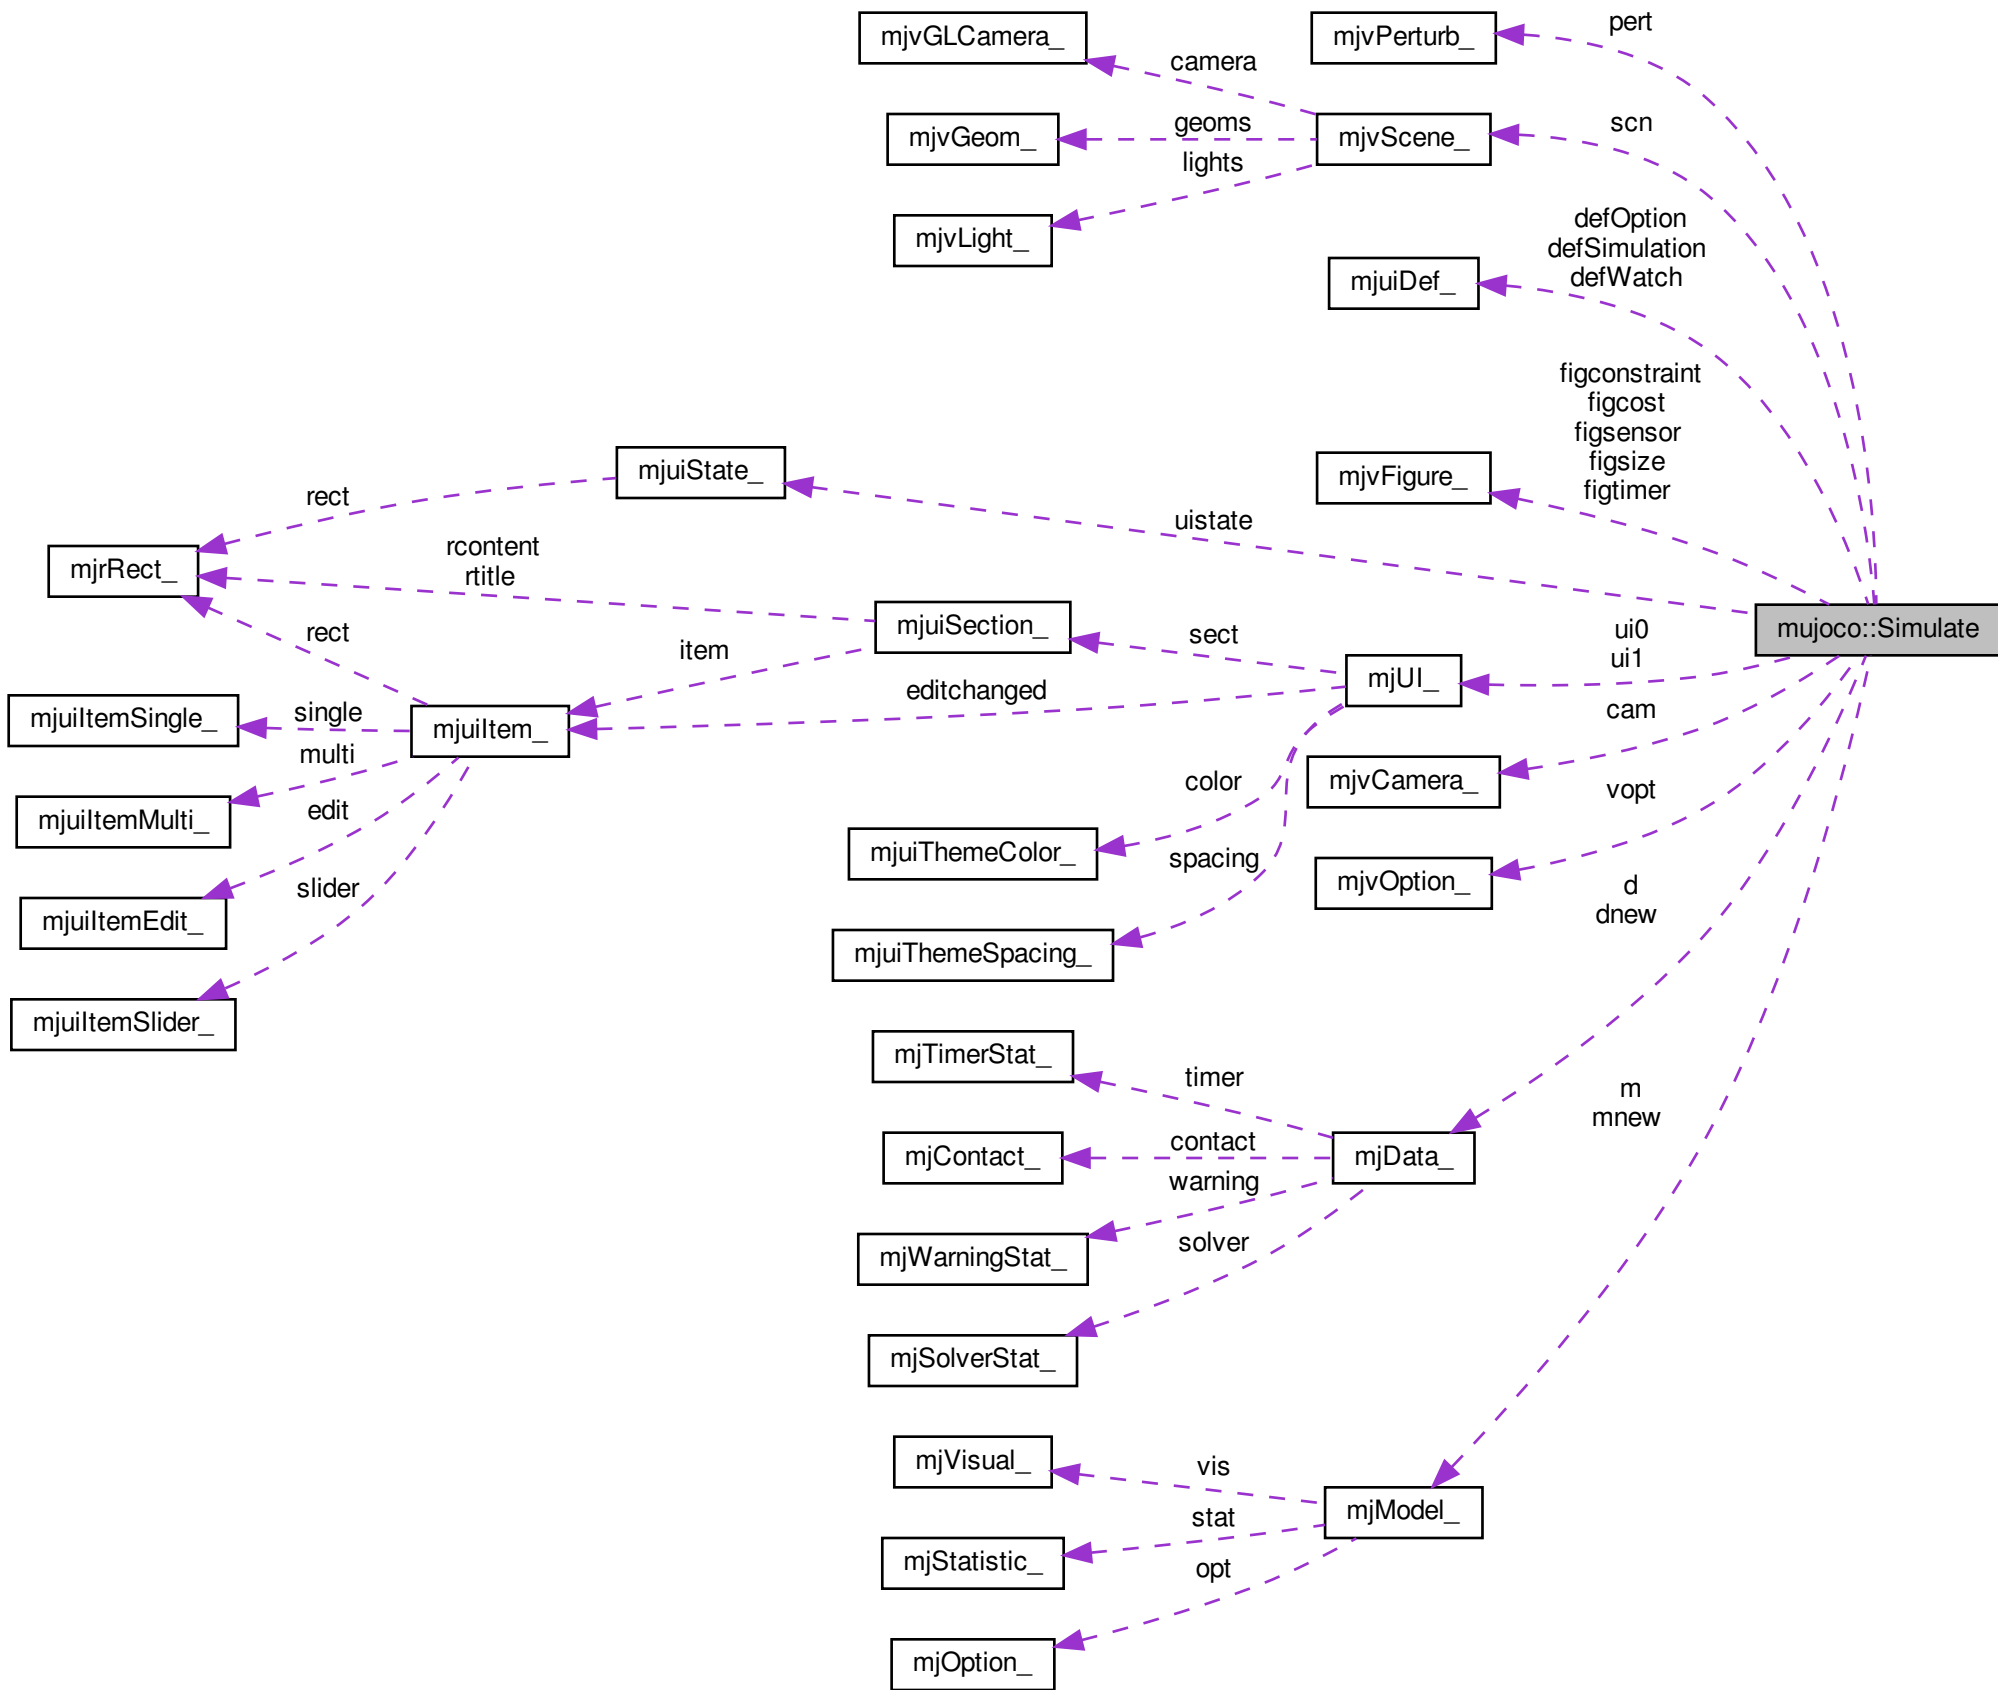 mjvGLCamera_
mjvPerturb_
pert
camera
mjvGeom_
geoms
mjvScene_
scn
lights
mjvLight_
defOption
defSimulation
defWatch
mjuiDef_
figconstraint
figcost
figsensor
figsize
figtimer
mjvFigure_
mjuiState_
rect
uistate
mjrRect_
rcontent
rtitle
mjuiSection_
sect
mujoco::Simulate
ui0
ui1
rect
item
mjUI_
editchanged
mjuiItemSingle_
single
mjuiItem_
cam
multi
mjvCamera_
color
vopt
mjuiItemMulti_
edit
mjuiThemeColor_
spacing
mjvOption_
slider
d
dnew
mjuiItemEdit_
mjuiThemeSpacing_
mjuiItemSlider_
mjTimerStat_
timer
m
mnew
mjContact_
contact
mjData_
warning
mjWarningStat_
solver
mjSolverStat_
mjVisual_
vis
mjModel_
stat
mjStatistic_
opt
mjOption_